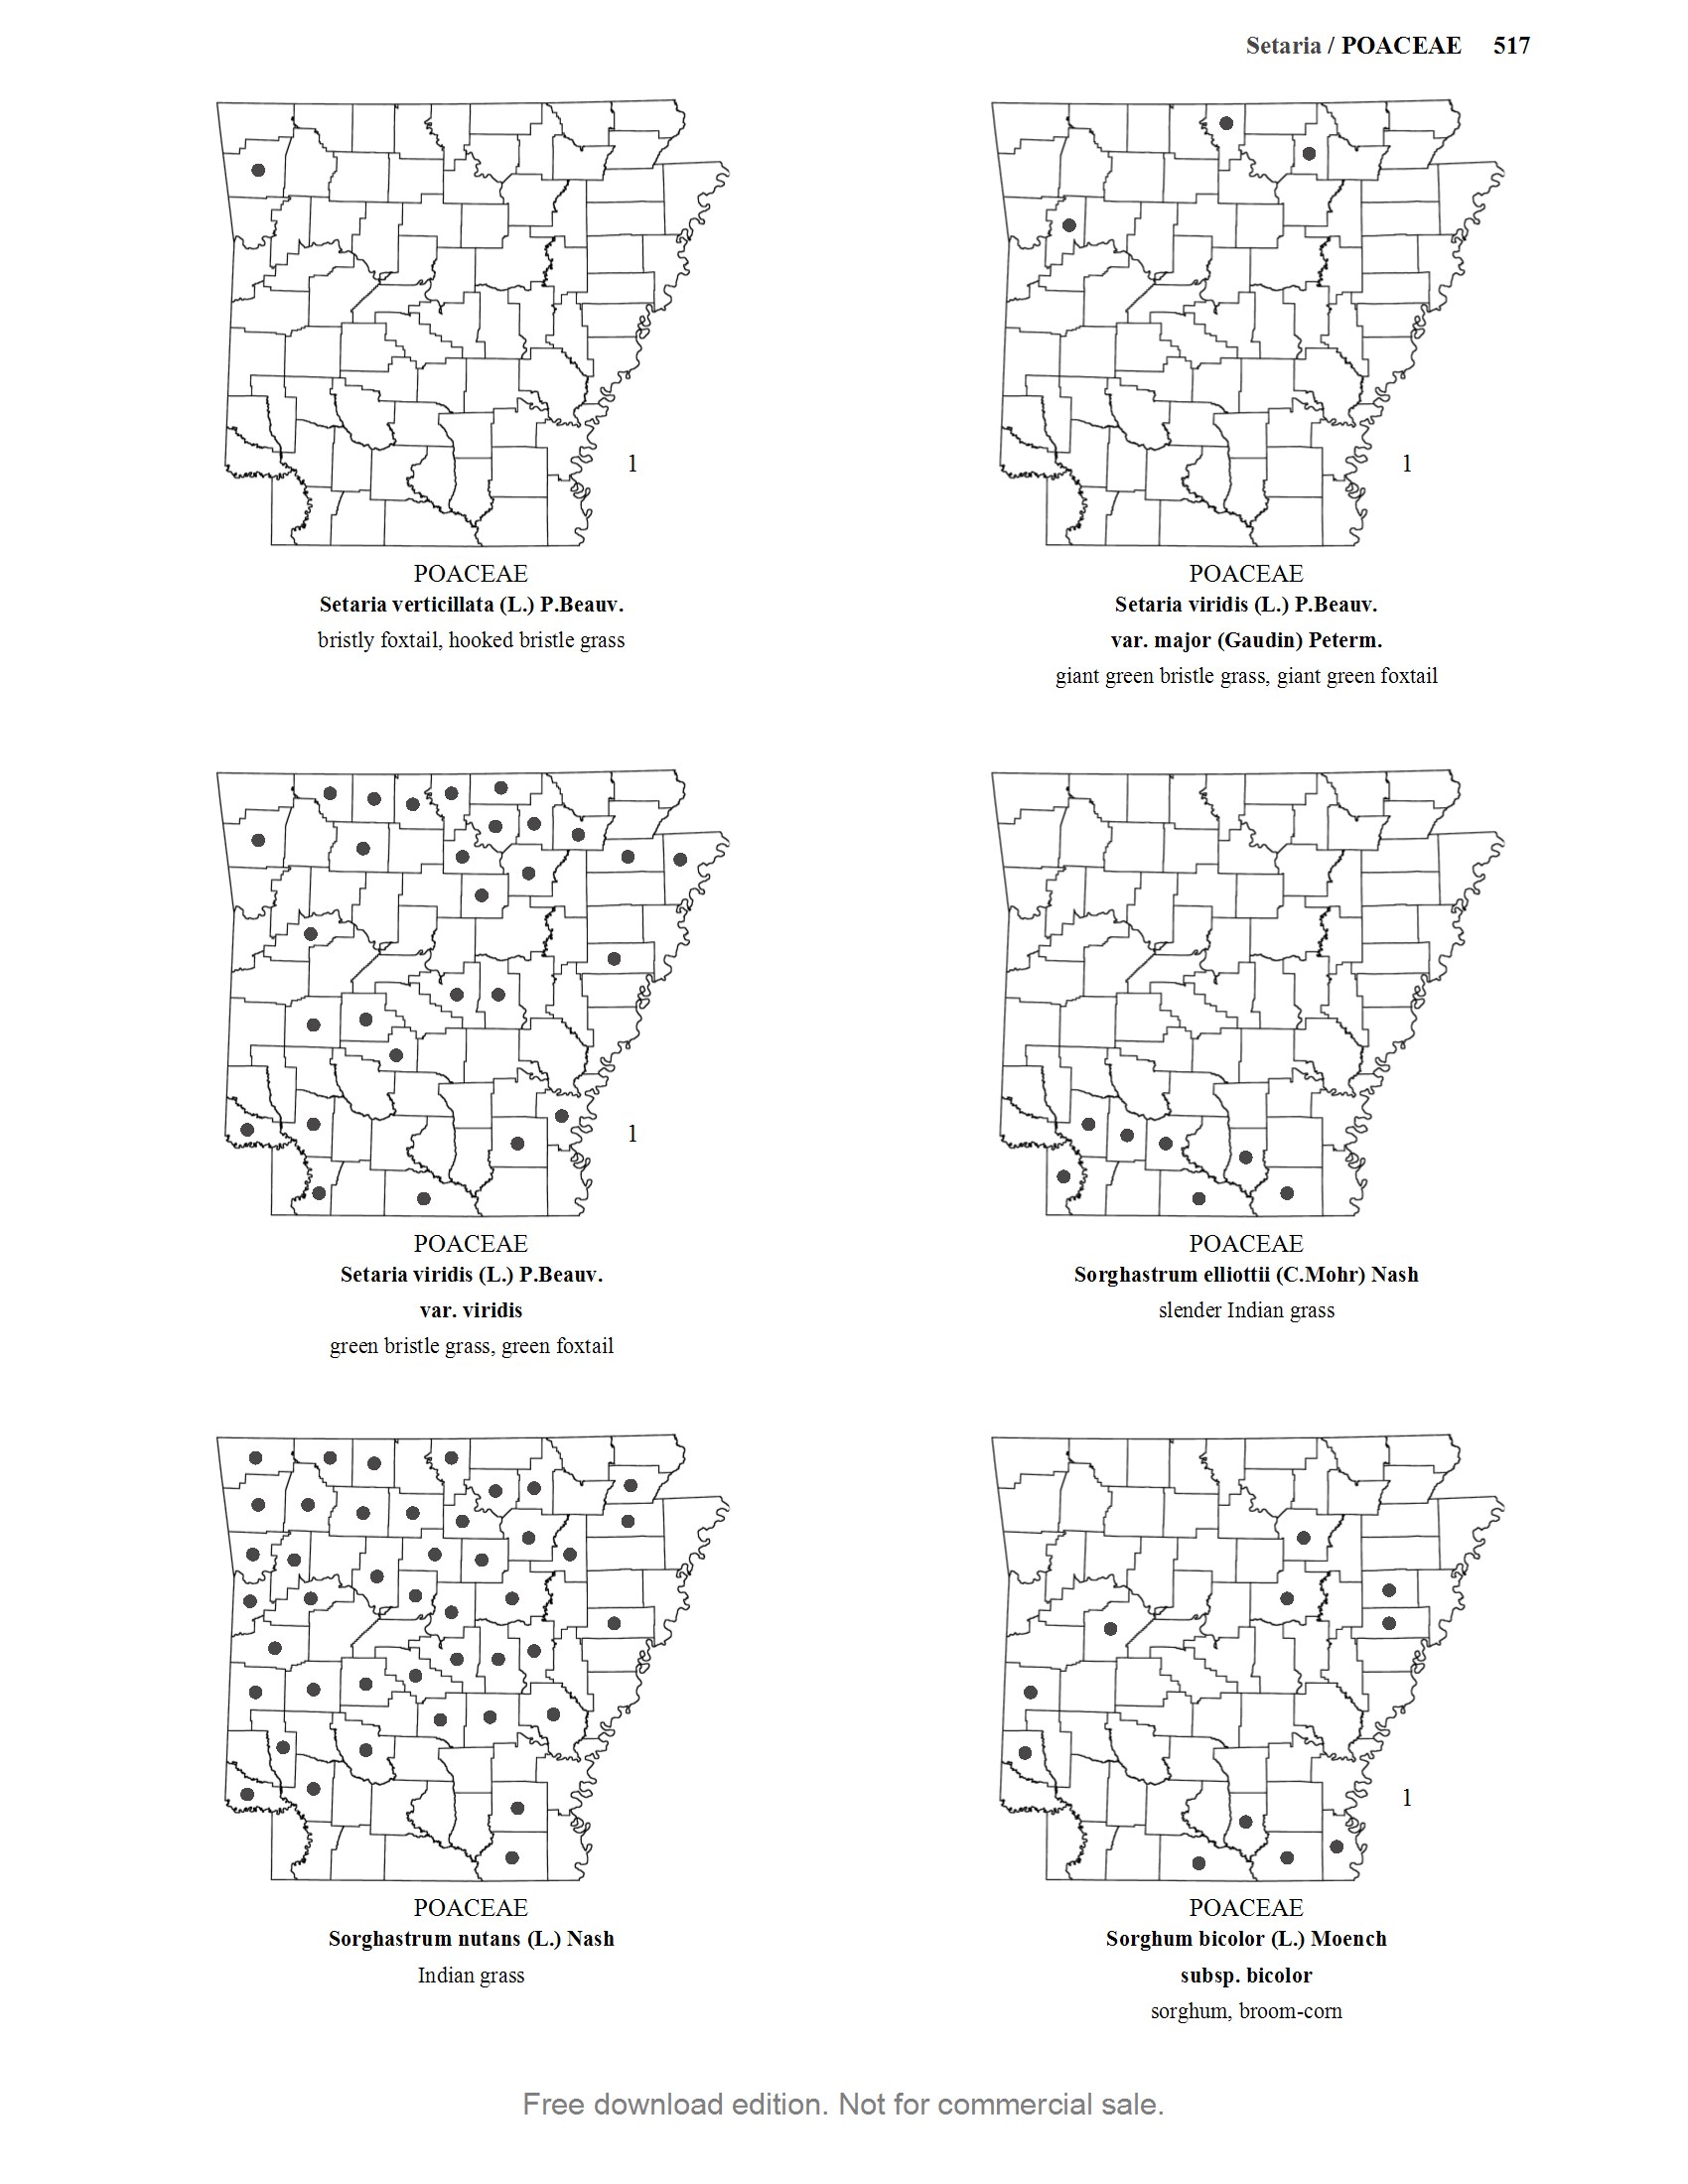 Setaria / POACEAE 517
1
POACEAE
Setaria verticillata (L.) P.Beauv.
bristly foxtail, hooked bristle grass
1
POACEAE
Setaria viridis (L.) P.Beauv.
var. major (Gaudin) Peterm.
giant green bristle grass, giant green foxtail
1
POACEAE
Setaria viridis (L.) P.Beauv.
var. viridis
green bristle grass, green foxtail
POACEAE
Sorghastrum elliottii (C.Mohr) Nash
slender Indian grass
POACEAE
Sorghastrum nutans (L.) Nash
Indian grass
1
POACEAE
Sorghum bicolor (L.) Moench
subsp. bicolor
sorghum, broom-corn
Free download edition. Not for commercial sale.